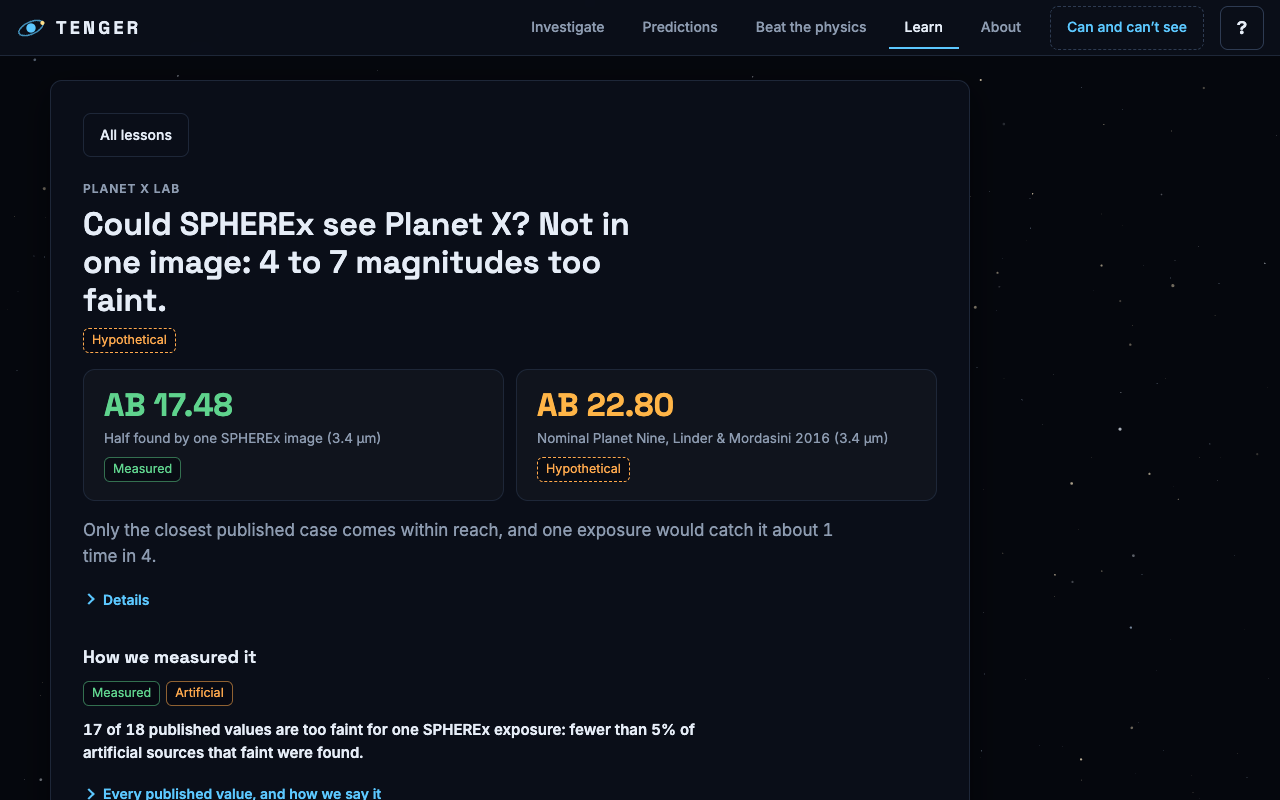 TENGER
Investigate
Predictions
Beat the physics
Learn
About
Can and can’t see
?
All lessons
PLANET X LAB
Could SPHEREx see Planet X? Not in
one image: 4 to 7 magnitudes too
faint.
Hypothetical
AB 17.48
Half found by one SPHEREx image (3.4 µm)
Measured
AB 22.80
Nominal Planet Nine, Linder & Mordasini 2016 (3.4 µm)
Hypothetical
Only the closest published case comes within reach, and one exposure would catch it about 1
time in 4.
Details
How we measured it
Measured
Artificial
17 of 18 published values are too faint for one SPHEREx exposure: fewer than 5% of
artificial sources that faint were found.
Every published value, and how we say it